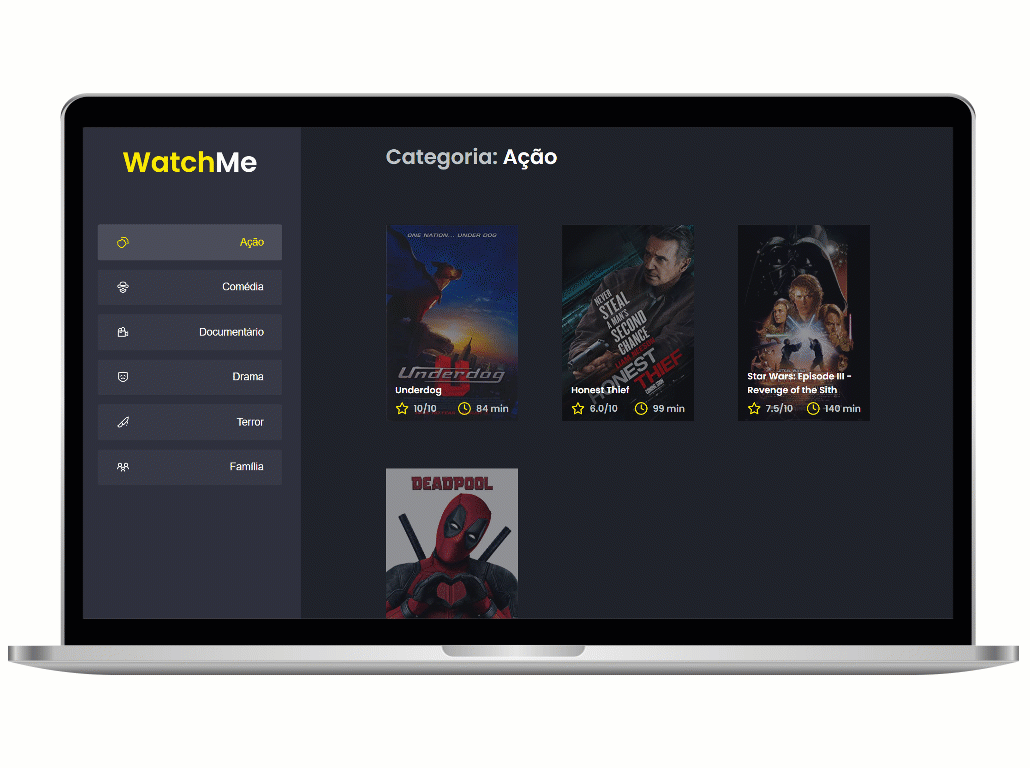 WatchMe
Ação
Comédia
Documentário
Drama
Terror
Família
Categoria: Ação
ONE NATION... UNDER DOG
Underdog
Underdog
10/10
84 min
NEVER
STEAL
A MAN'S
SECOND
CHANCE
LIAM NEESON
HONEST
THIEF
Honest Thief
6.0/10
99 min
Star Wars: Episode III -
Revenge of the Sith
7.5/10
140 min
DEADPOOL